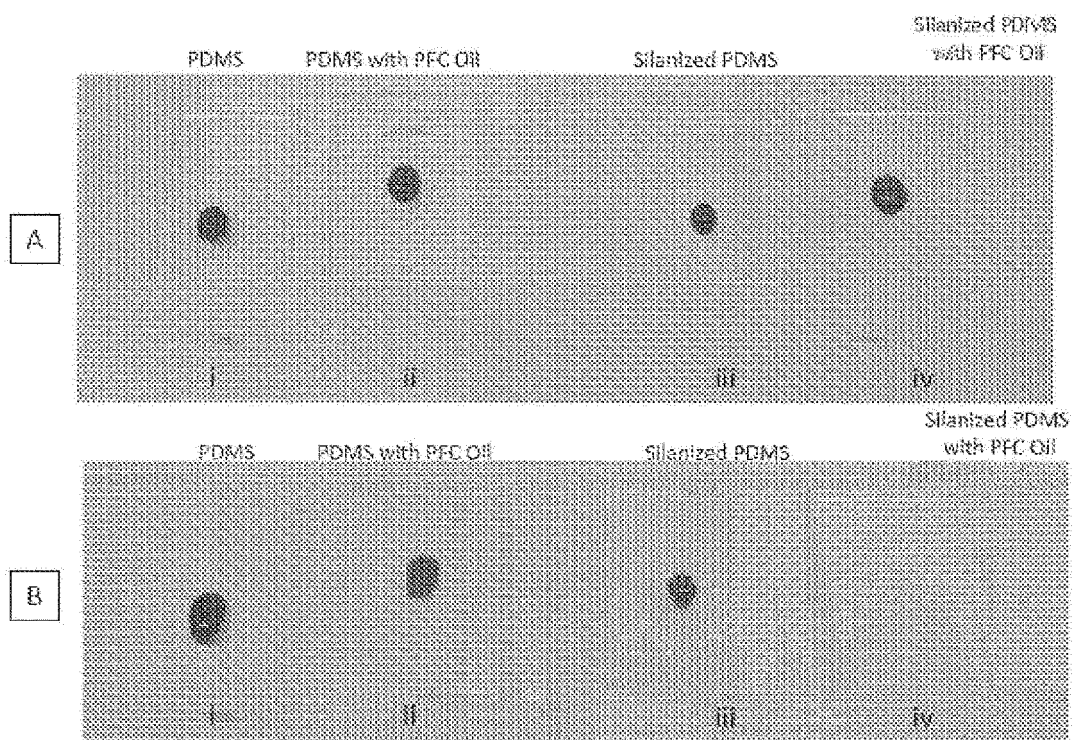 PDMS
PDMS with PFC Oil
Silanized PDMS
Silanized PDMS
with PFC Oil
A
i
ii
iii
iv
PDMS
PDMS with PFC Oil
Silanized PDMS
Silanized PDMS
with PFC Oil
B
i
ii
iii
iv